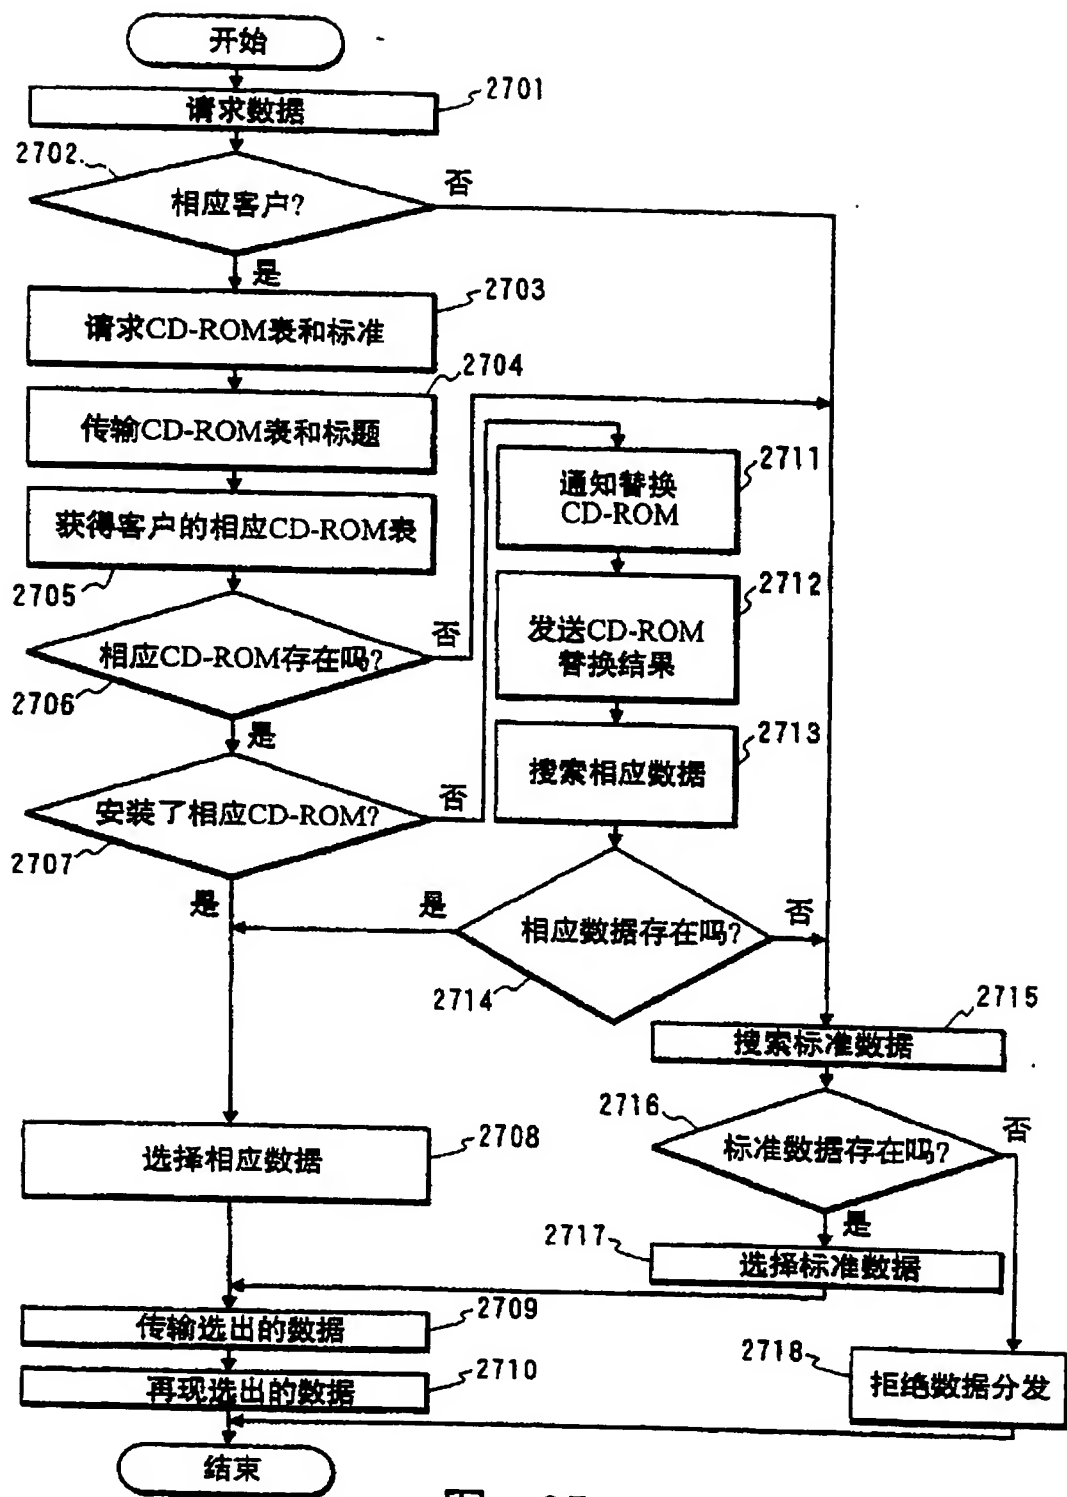 开始
请求数据
2701
2702
相应客户?
否
是
2703
请求CD-ROM表和标准
2704
传输CD-ROM表和标题
获得客户的相应CD-ROM表
2705
相应CD-ROM存在吗?
否
2706
是
安装了相应CD-ROM?
否
2707
是
2711
通知替换
CD-ROM
2712
发送CD-ROM
替换结果
2713
搜索相应数据
是
相应数据存在吗?
否
2714
2715
搜索标准数据
2716
标准数据存在吗?
否
是
2708
选择相应数据
2717
选择标准数据
2709
传输选出的数据
2710
再现选出的数据
2718
拒绝数据分发
结束